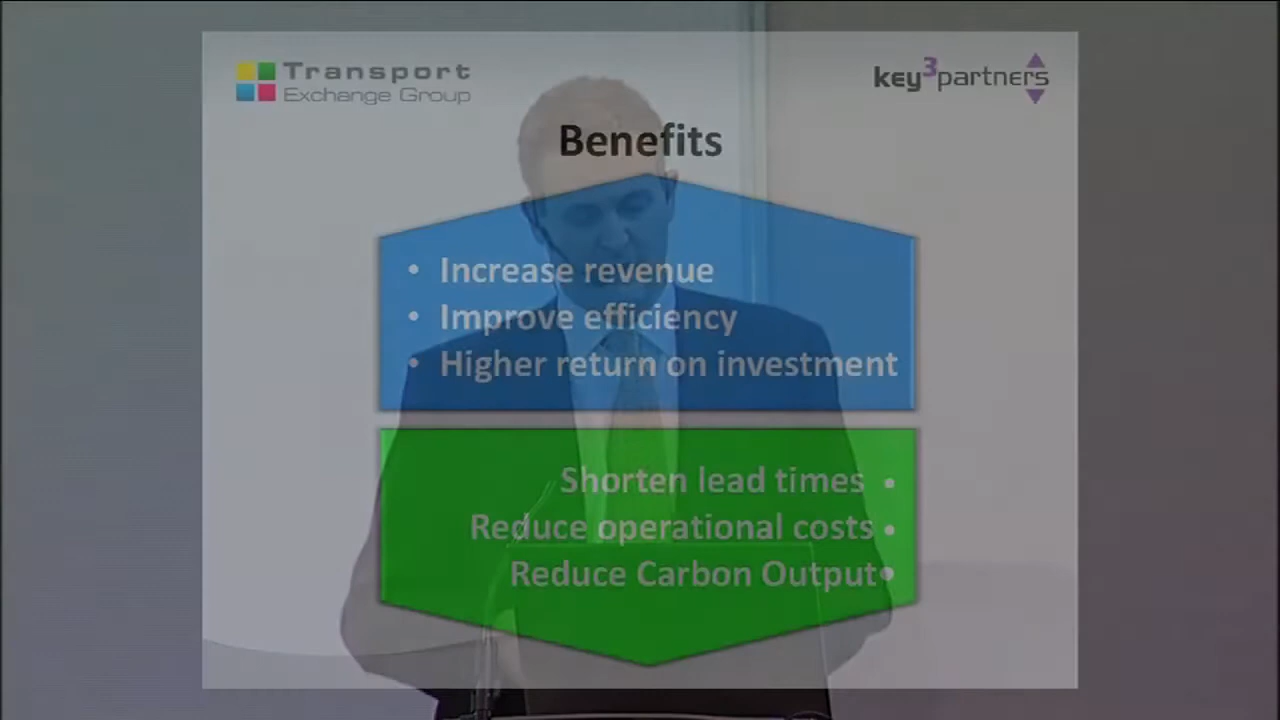 Transport
Exchange Group
key3partners
Benefits
• Increase revenue
• Improve efficiency
• Higher return on investment
Shorten lead times •
Reduce operational costs •
Reduce Carbon Output•